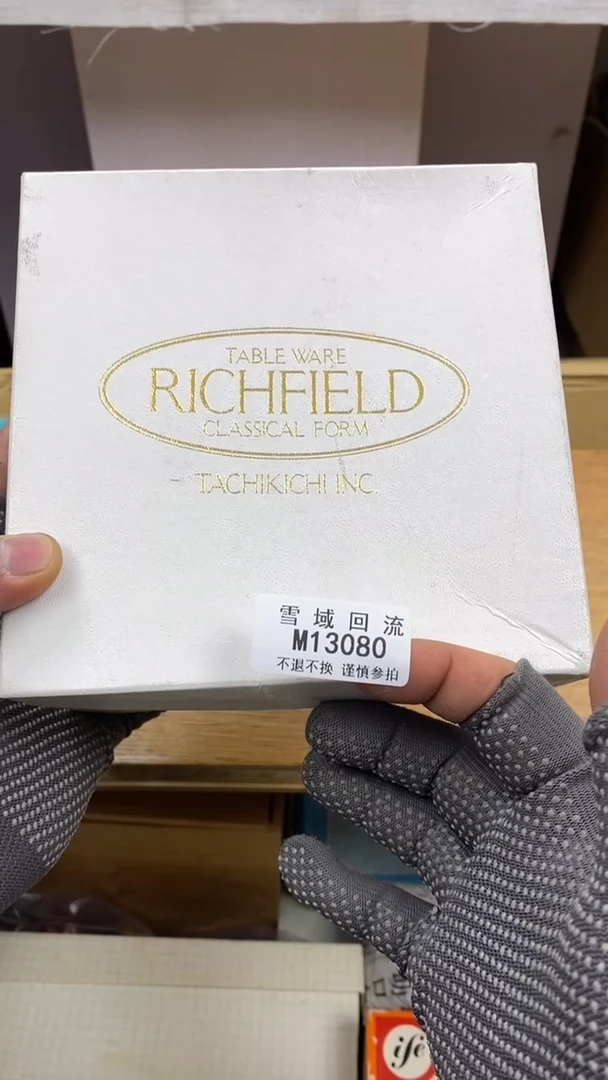 TABLE WARE
RICHFIELD
CLASSICAL FORM
TACHIKICHI INC.
雪域回流
M13080
不退不换 谨慎参拍
ifé